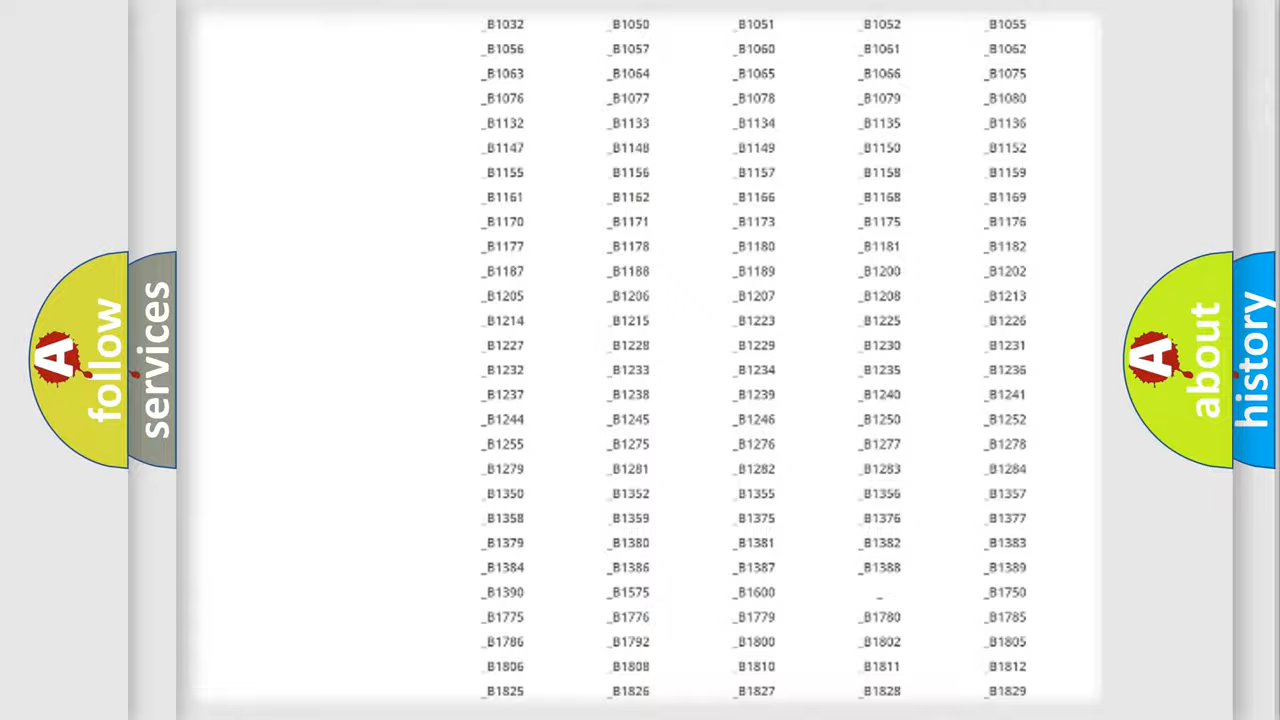 _B1032 _B1050 _B1051 _B1052 _B1055
_B1056 _B1057 _B1060 _B1061 _B1062
_B1063 _B1064 _B1065 _B1066 _B1075
_B1076 _B1077 _B1078 _B1079 _B1080
_B1132 _B1133 _B1134 _B1135 _B1136
_B1147 _B1148 _B1149 _B1150 _B1152
_B1155 _B1156 _B1157 _B1158 _B1159
_B1161 _B1162 _B1166 _B1168 _B1169
_B1170 _B1171 _B1173 _B1175 _B1176
_B1177 _B1178 _B1180 _B1181 _B1182
_B1187 _B1188 _B1189 _B1200 _B1202
_B1205 _B1206 _B1207 _B1208 _B1213
_B1214 _B1215 _B1223 _B1225 _B1226
_B1227 _B1228 _B1229 _B1230 _B1231
_B1232 _B1233 _B1234 _B1235 _B1236
_B1237 _B1238 _B1239 _B1240 _B1241
_B1244 _B1245 _B1246 _B1250 _B1252
_B1255 _B1275 _B1276 _B1277 _B1278
_B1279 _B1281 _B1282 _B1283 _B1284
_B1350 _B1352 _B1355 _B1356 _B1357
_B1358 _B1359 _B1375 _B1376 _B1377
_B1379 _B1380 _B1381 _B1382 _B1383
_B1384 _B1386 _B1387 _B1388 _B1389
_B1390 _B1575 _B1600 _ _B1750
_B1775 _B1776 _B1779 _B1780 _B1785
_B1786 _B1792 _B1800 _B1802 _B1805
_B1806 _B1808 _B1810 _B1811 _B1812
_B1825 _B1826 _B1827 _B1828 _B1829
A
follow
services
A
about
history